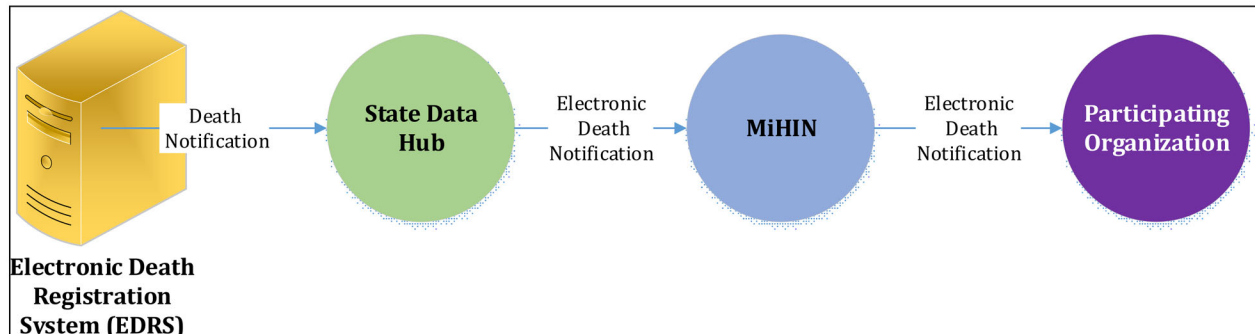 Death
Notification
State Data
Hub
Electronic
Death
Notification
MiHIN
Electronic
Death
Notification
Participating
Organization
Electronic Death
Registration
System (EDRS)